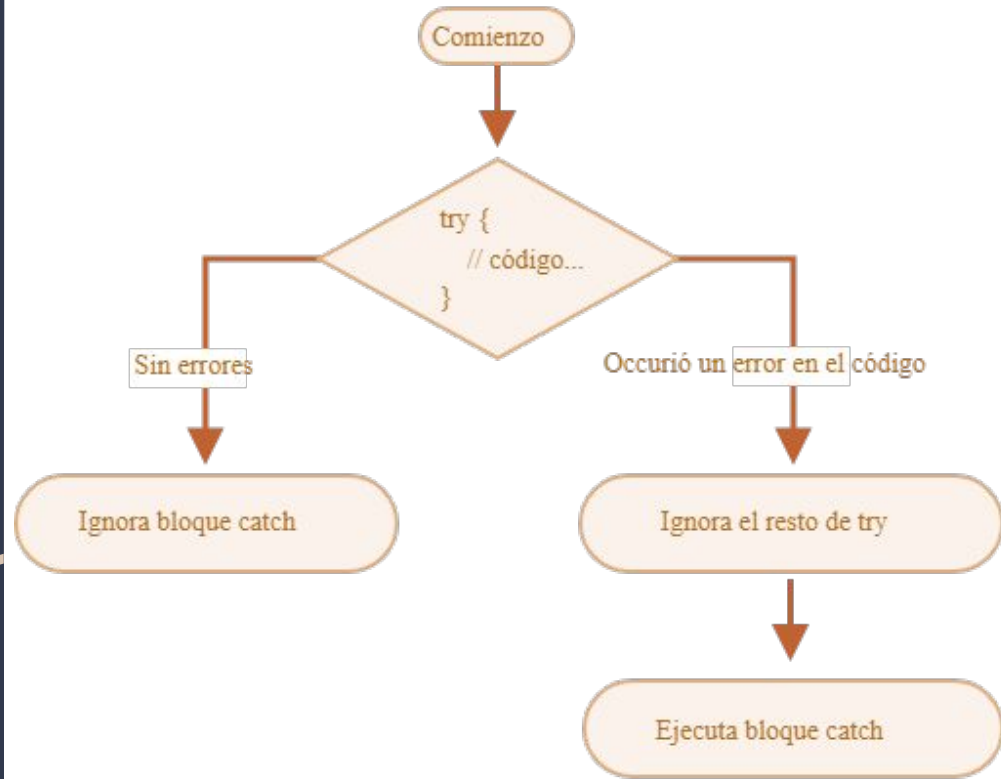 Comienzo
try {
// código...
}
Sin errores
Occurió un error en el código
Ignora bloque catch
Ignora el resto de try
Ejecuta bloque catch